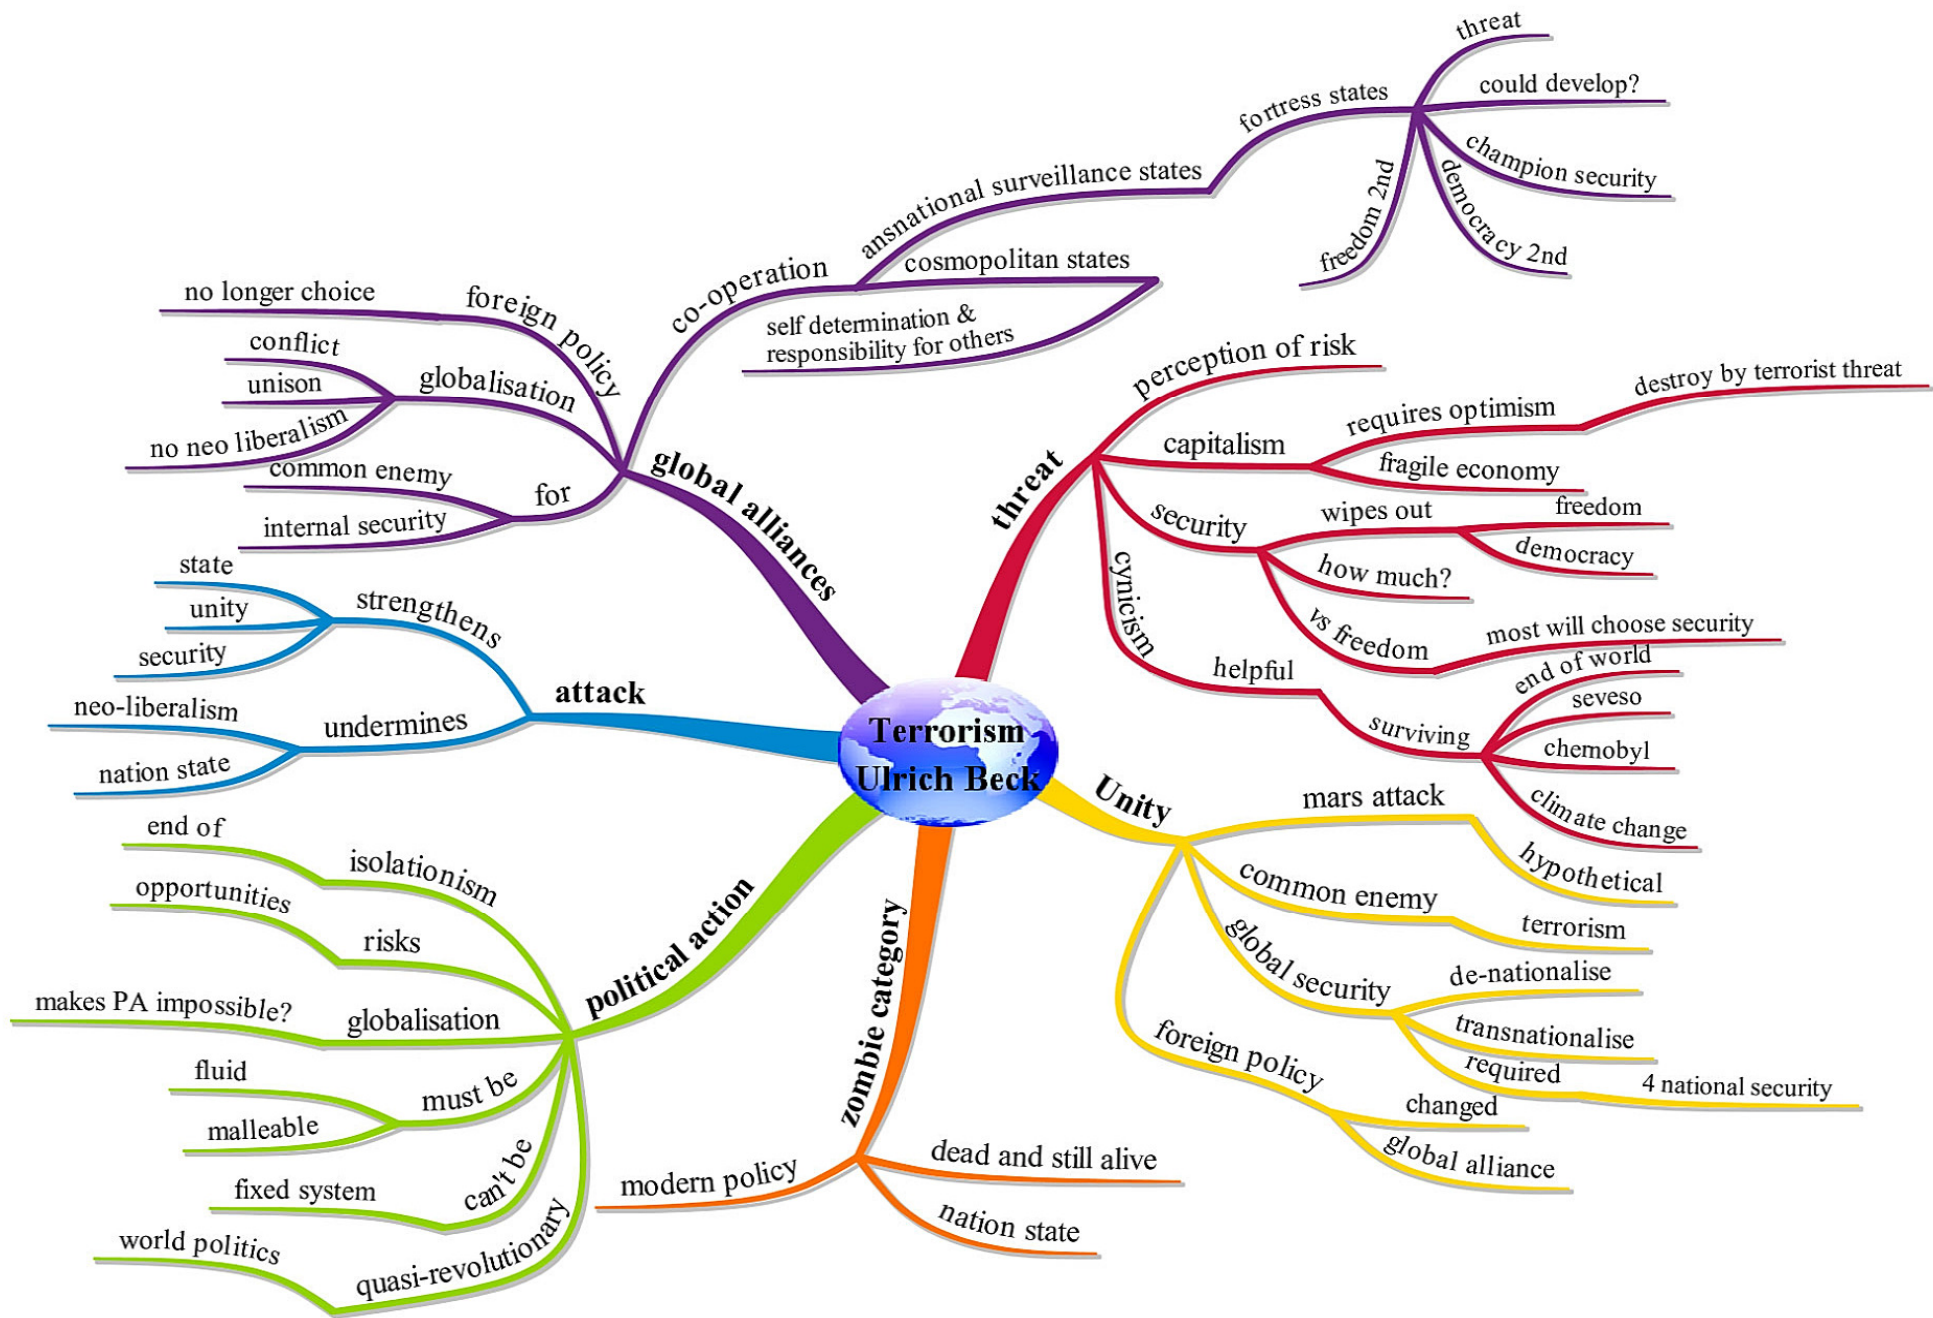 Terrorism
Ulrich Beck
threat
perception of risk
capitalism
requires optimism
destroy by terrorist threat
fragile economy
security
wipes out
freedom
democracy
how much?
vs freedom
most will choose security
cynicism
helpful
surviving
end of world
seveso
chemobyl
climate change
Unity
mars attack
hypothetical
common enemy
terrorism
global security
de-nationalise
transnationalise
required
4 national security
foreign policy
changed
global alliance
zombie category
dead and still alive
nation state
modern policy
political action
isolationism
end of
risks
opportunities
globalisation
makes PA impossible?
must be
fluid
malleable
can't be
fixed system
quasi-revolutionary
world politics
attack
strengthens
state
unity
security
undermines
neo-liberalism
nation state
global alliances
foreign policy
no longer choice
globalisation
conflict
unison
no neo liberalism
for
common enemy
internal security
co-operation
ansnational surveillance states
fortress states
threat
could develop?
champion security
democracy 2nd
freedom 2nd
cosmopolitan states
self determination &
responsibility for others